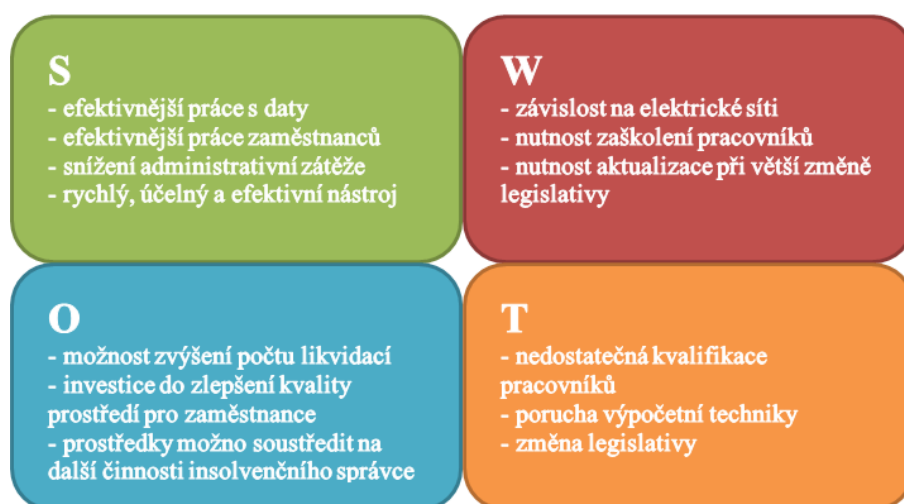 S
- efektivnější práce s daty
- efektivnější práce zaměstnanců
- snížení administrativní zátěže
- rychlý, účelný a efektivní nástroj
W
- závislost na elektrické síti
- nutnost zaškolení pracovníků
- nutnost aktualizace při větší změně
legislativy
O
- možnost zvýšení počtu likvidací
- investice do zlepšení kvality
prostředí pro zaměstnance
- prostředky možno soustředit na
další činnosti insolvenčního správce
T
- nedostatečná kvalifikace
pracovníků
- porucha výpočetní techniky
- změna legislativy